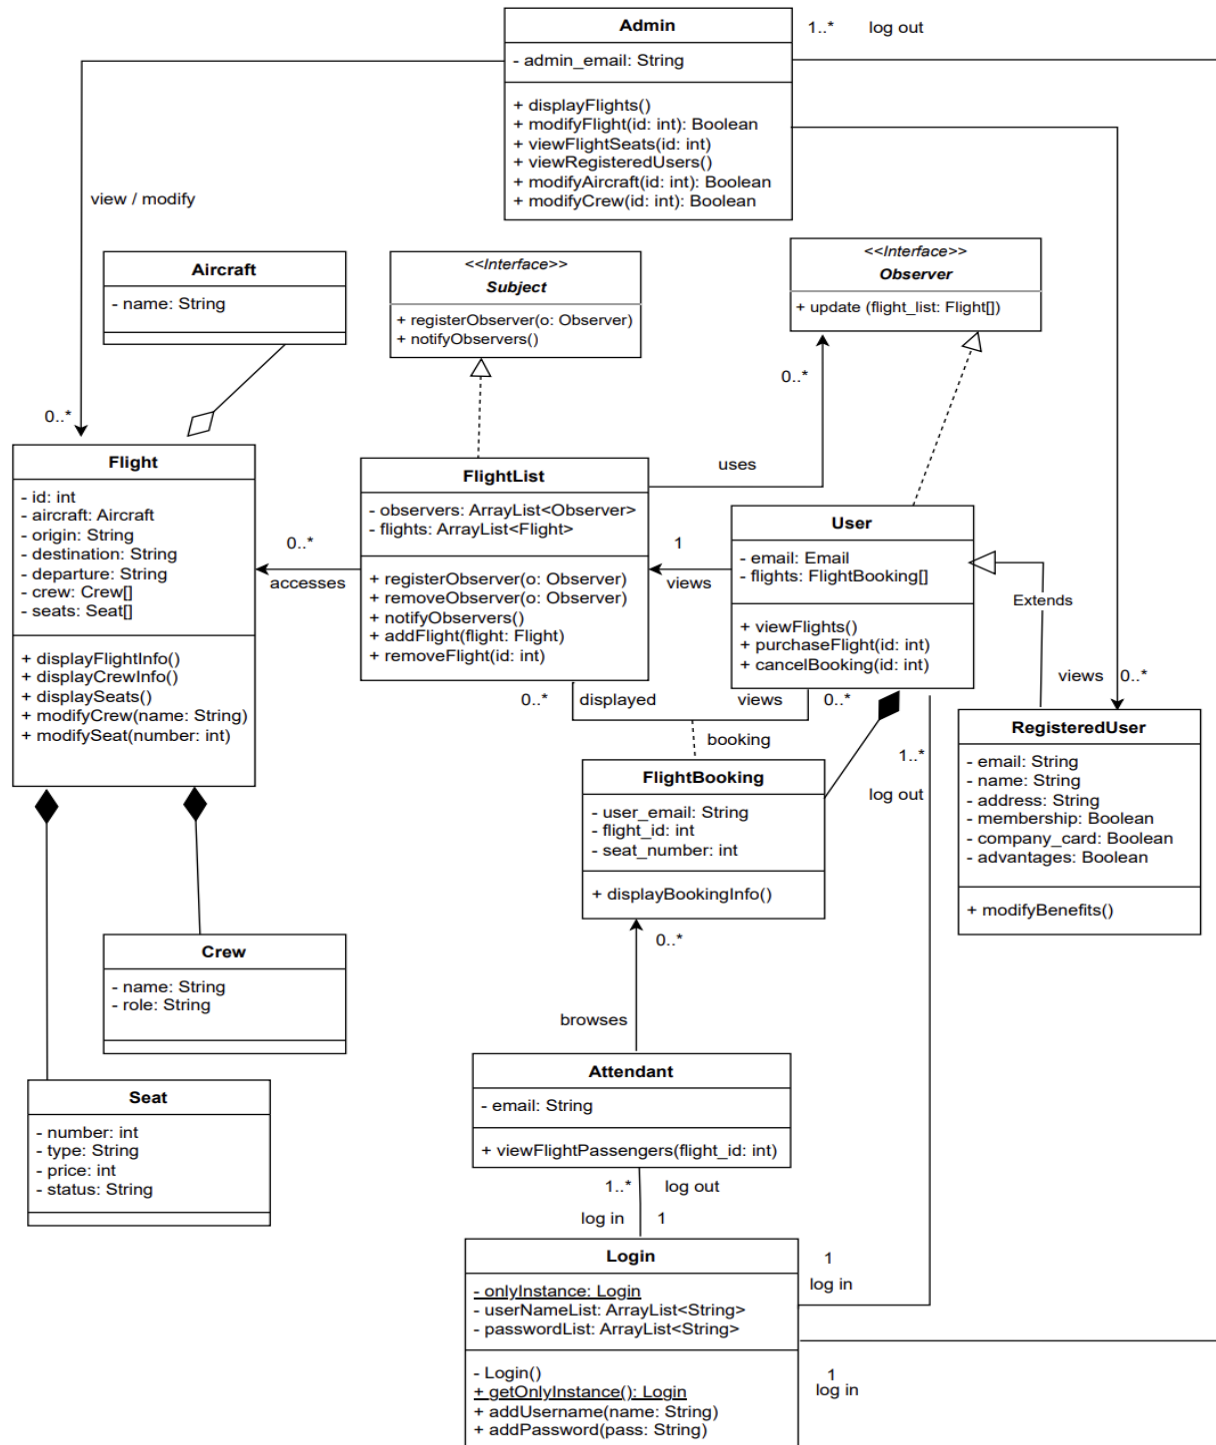 Admin
- admin_email: String
+ displayFlights()
+ modifyFlight(id: int): Boolean
+ viewFlightSeats(id: int)
+ viewRegisteredUsers()
+ modifyAircraft(id: int): Boolean
+ modifyCrew(id: int): Boolean
1..* log out
view / modify
0..*
Aircraft
- name: String
<<Interface>>
Subject
+ registerObserver(o: Observer)
+ notifyObservers()
<<Interface>>
Observer
+ update (flight_list: Flight[])
0..*
uses
Flight
- id: int
- aircraft: Aircraft
- origin: String
- destination: String
- departure: String
- crew: Crew[]
- seats: Seat[]
+ displayFlightInfo()
+ displayCrewInfo()
+ displaySeats()
+ modifyCrew(name: String)
+ modifySeat(number: int)
0..*
accesses
FlightList
- observers: ArrayList<Observer>
- flights: ArrayList<Flight>
+ registerObserver(o: Observer)
+ removeObserver(o: Observer)
+ notifyObservers()
+ addFlight(flight: Flight)
+ removeFlight(id: int)
1
views
User
- email: Email
- flights: FlightBooking[]
+ viewFlights()
+ purchaseFlight(id: int)
+ cancelBooking(id: int)
Extends
views 0..*
0..* displayed views 0..*
booking
1..*
log out
RegisteredUser
- email: String
- name: String
- address: String
- membership: Boolean
- company_card: Boolean
- advantages: Boolean
+ modifyBenefits()
FlightBooking
- user_email: String
- flight_id: int
- seat_number: int
+ displayBookingInfo()
0..*
browses
Crew
- name: String
- role: String
Seat
- number: int
- type: String
- price: int
- status: String
Attendant
- email: String
+ viewFlightPassengers(flight_id: int)
1..* log out
log in 1
Login
- onlyInstance: Login
- userNameList: ArrayList<String>
- passwordList: ArrayList<String>
- Login()
+ getOnlyInstance(): Login
+ addUsername(name: String)
+ addPassword(pass: String)
1
log in
1
log in